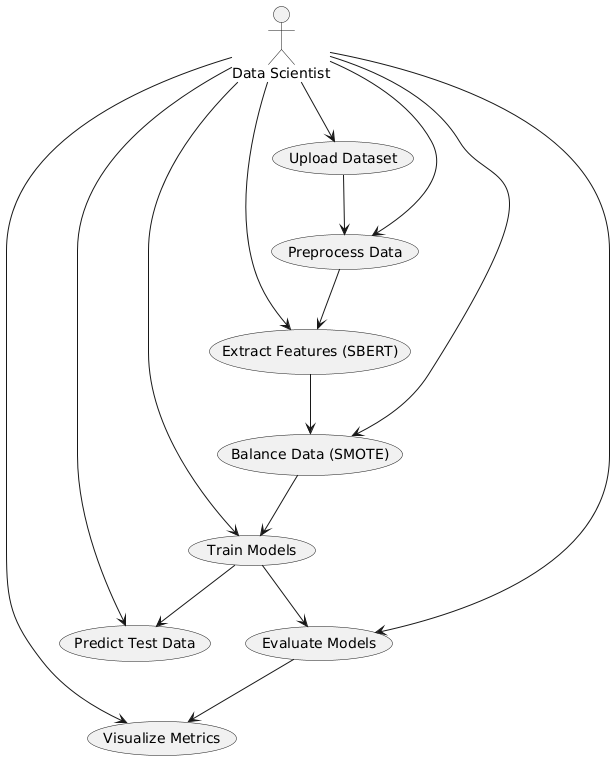 Data Scientist
Upload Dataset
Preprocess Data
Extract Features (SBERT)
Balance Data (SMOTE)
Train Models
Predict Test Data
Evaluate Models
Visualize Metrics